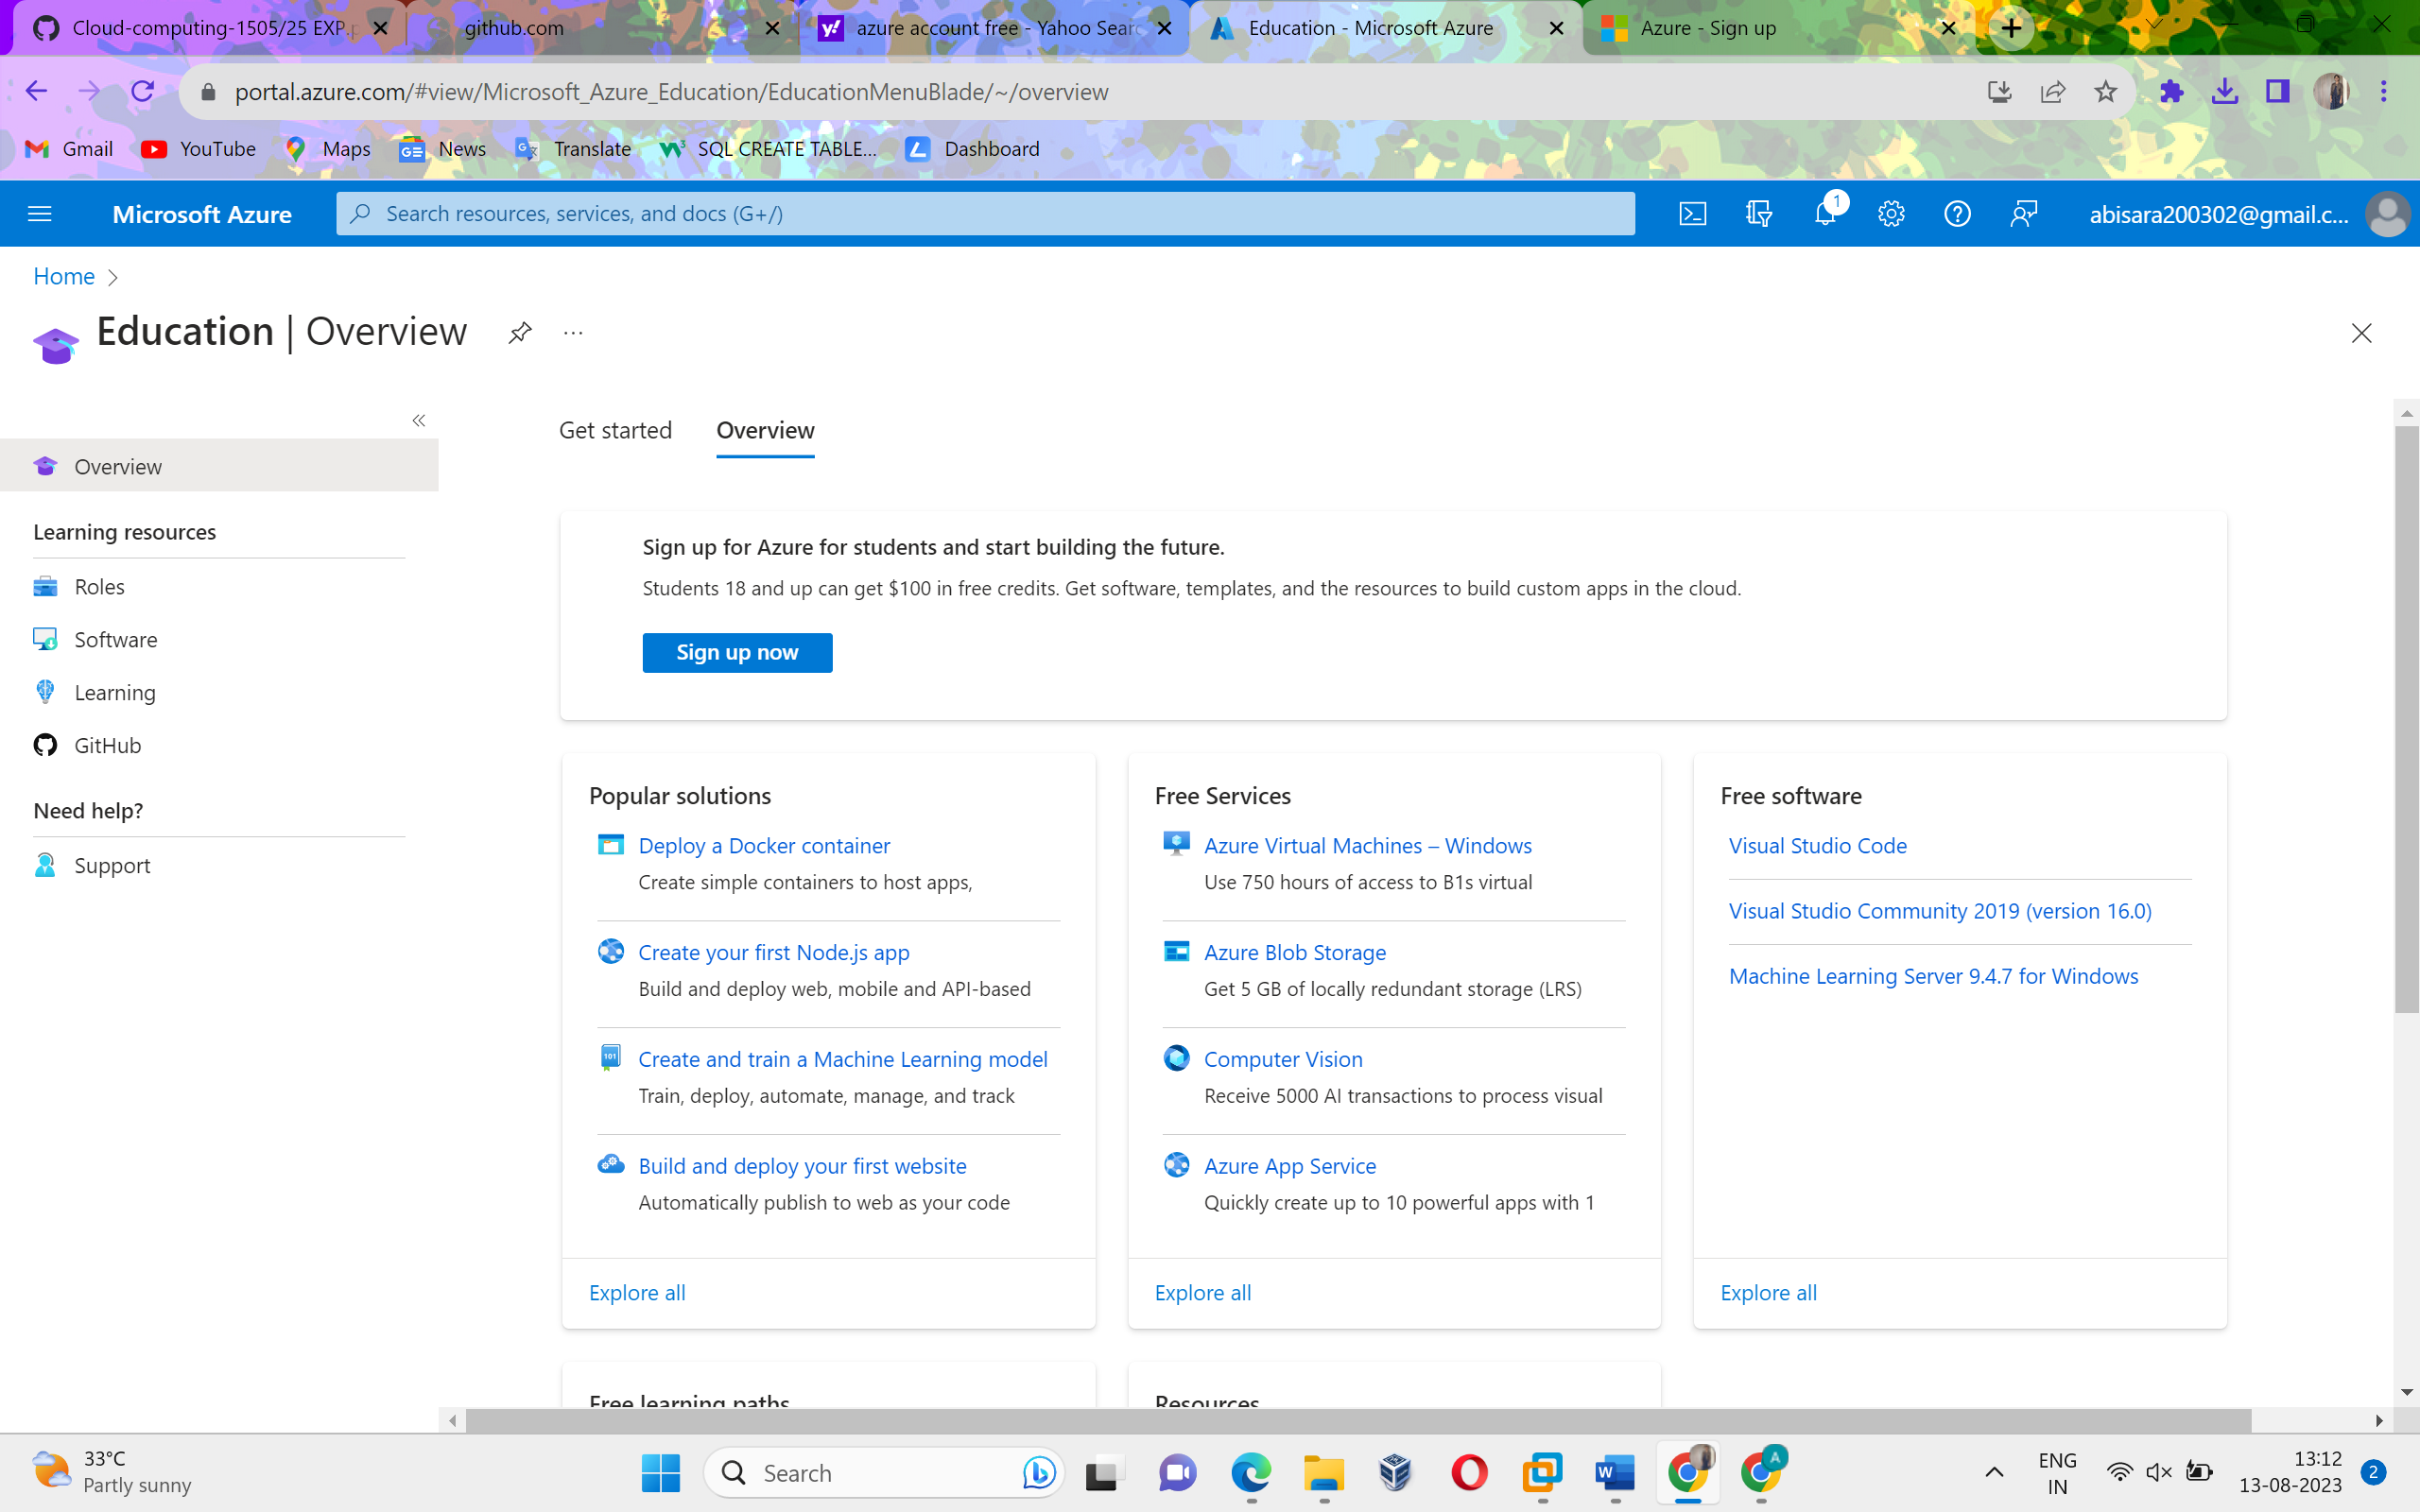 Cloud-computing-1505/25 EXP.p
github.com
azure account free - Yahoo Searc
Education - Microsoft Azure
Azure - Sign up
portal.azure.com/#view/Microsoft_Azure_Education/EducationMenuBlade/~/overview
Gmail
YouTube
Maps
News
Translate
SQL CREATE TABLE...
Dashboard
Microsoft Azure
Search resources, services, and docs (G+/)
1
abisara200302@gmail.c...
Home
Education | Overview
...
Overview
Learning resources
Roles
Software
Learning
GitHub
Need help?
Support
Get started
Overview
Sign up for Azure for students and start building the future.
Students 18 and up can get $100 in free credits. Get software, templates, and the resources to build custom apps in the cloud.
Sign up now
Popular solutions
Deploy a Docker container
Create simple containers to host apps,
Create your first Node.js app
Build and deploy web, mobile and API-based
Create and train a Machine Learning model
Train, deploy, automate, manage, and track
Build and deploy your first website
Automatically publish to web as your code
Explore all
Free Services
Azure Virtual Machines – Windows
Use 750 hours of access to B1s virtual
Azure Blob Storage
Get 5 GB of locally redundant storage (LRS)
Computer Vision
Receive 5000 AI transactions to process visual
Azure App Service
Quickly create up to 10 powerful apps with 1
Explore all
Free software
Visual Studio Code
Visual Studio Community 2019 (version 16.0)
Machine Learning Server 9.4.7 for Windows
Explore all
Free learning paths
Resources
33°C
Partly sunny
Search
ENG
IN
13:12
13-08-2023
2